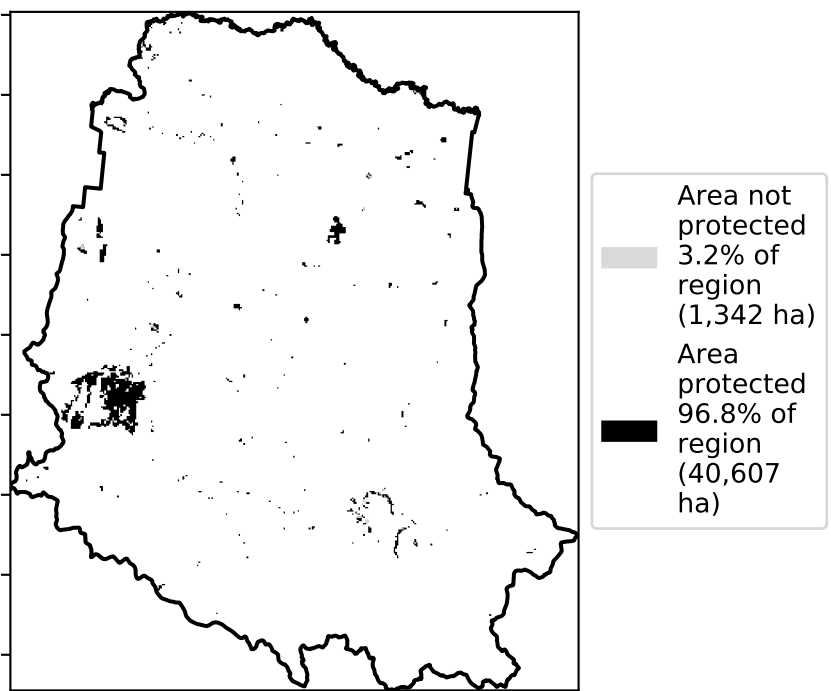 Area not
protected
3.2% of
region
(1,342 ha)
Area
protected
96.8% of
region
(40,607
ha)